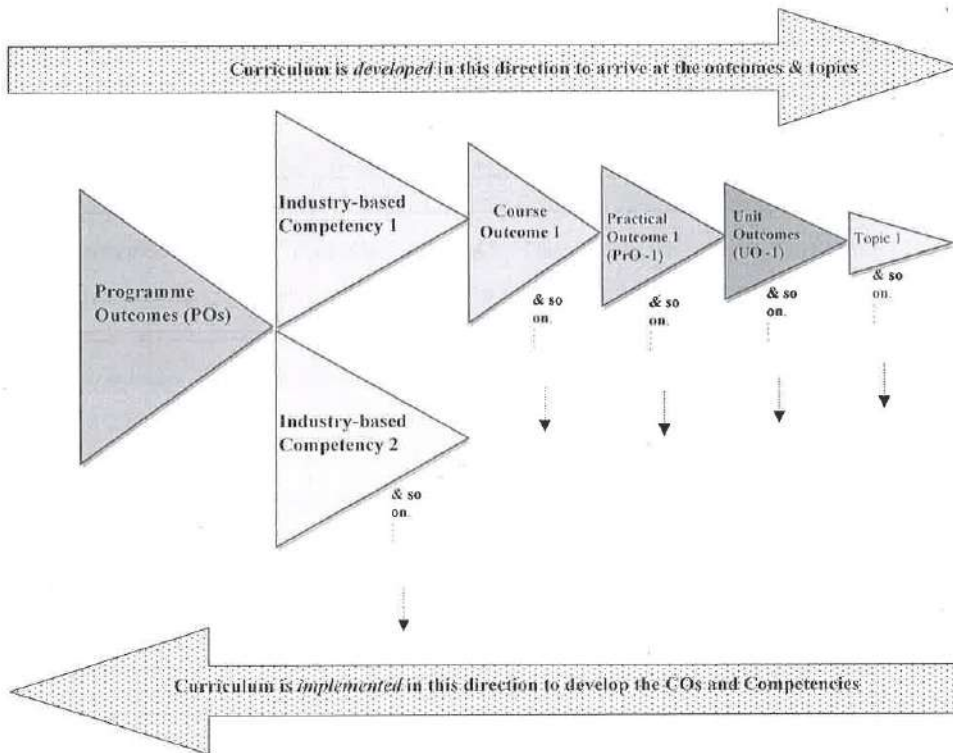 Curriculum is developed in this direction to arrive at the outcomes & topics
Industry-based
Competency 1
Course
Outcome 1
Practical
Outcome 1
(PrO -1)
Unit
Outcomes
(UO -1)
Topic 1
Programme
Outcomes (POs)
& so
on.
& so
on.
& so
on.
& so
on.
Industry-based
Competency 2
& so
on.
Curriculum is implemented in this direction to develop the COs and Competencies